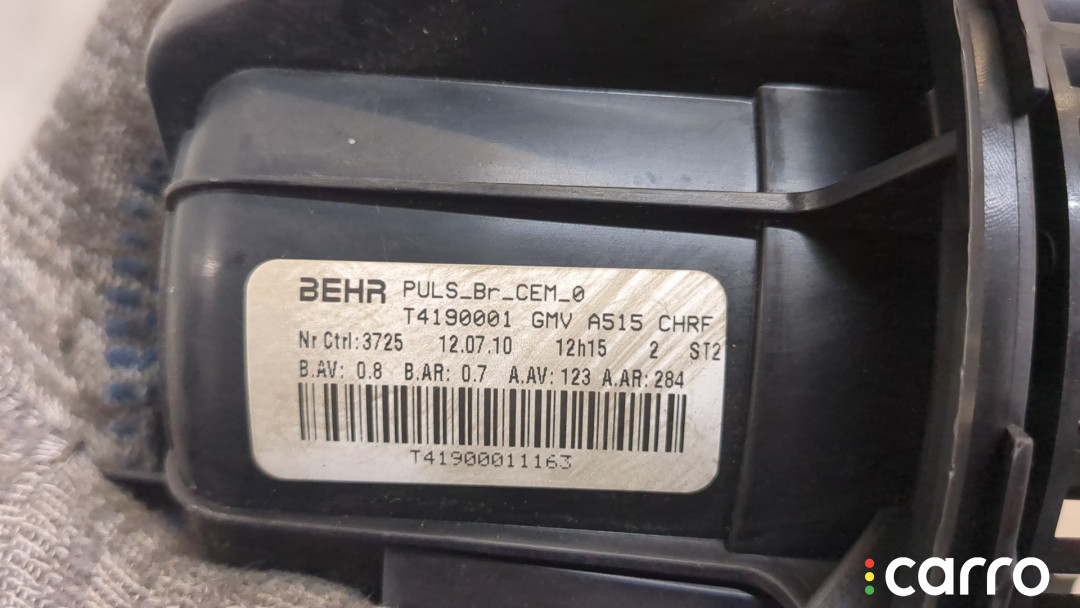 BEHR PULS_Br_CEM_0
T4190001 GMV A515 CHRF
Nr Ctrl:3725 12.07.10 12h15 2 ST2
B.AV: 0.8 B.AR: 0.7 A.AV: 123 A.AR: 284
T41900011163
carro